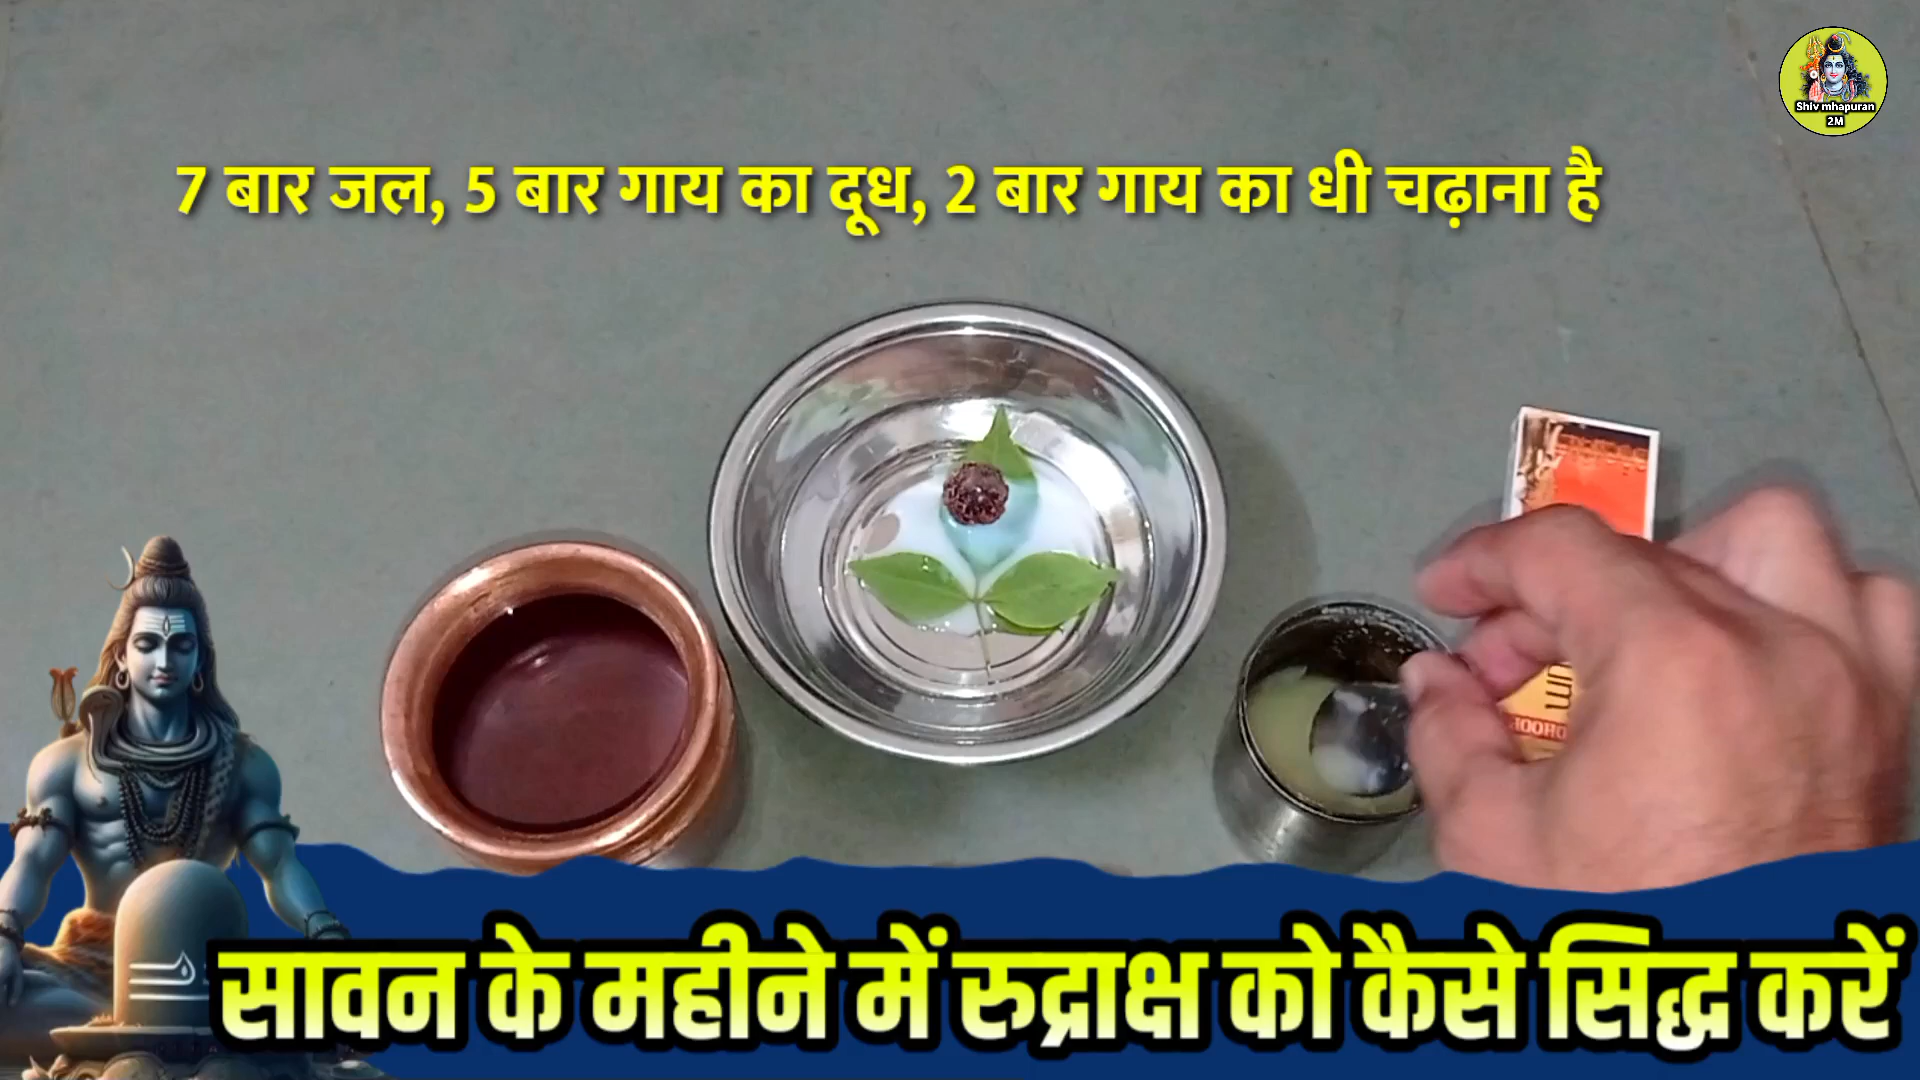 Shiv mhapuran
2M
7 बार जल, 5 बार गाय का दूध, 2 बार गाय का धी चढ़ाना है
सावन के महीने में रुद्राक्ष को कैसे सिद्ध करें